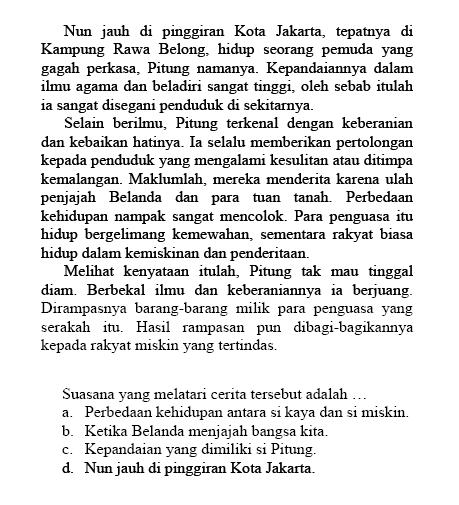 Nun jauh di pinggiran Kota Jakarta, tepatnya di
Kampung Rawa Belong, hidup seorang pemuda yang
gagah perkasa, Pitung namanya. Kepandaiannya dalam
ilmu agama dan beladiri sangat tinggi, oleh sebab itulah
ia sangat disegani penduduk di sekitarnya.
Selain berilmu, Pitung terkenal dengan keberanian
dan kebaikan hatinya. Ia selalu memberikan pertolongan
kepada penduduk yang mengalami kesulitan atau ditimpa
kemalangan. Maklumlah, mereka menderita karena ulah
penjajah Belanda dan para tuan tanah. Perbedaan
kehidupan nampak sangat mencolok. Para penguasa itu
hidup bergelimang kemewahan, sementara rakyat biasa
hidup dalam kemiskinan dan penderitaan.
Melihat kenyataan itulah, Pitung tak mau tinggal
diam. Berbekal ilmu dan keberaniannya ia berjuang.
Dirampasnya barang-barang milik para penguasa yang
serakah itu. Hasil rampasan pun dibagi-bagikannya
kepada rakyat miskin yang tertindas.
Suasana yang melatari cerita tersebut adalah …
a. Perbedaan kehidupan antara si kaya dan si miskin.
b. Ketika Belanda menjajah bangsa kita.
c. Kepandaian yang dimiliki si Pitung.
d. Nun jauh di pinggiran Kota Jakarta.